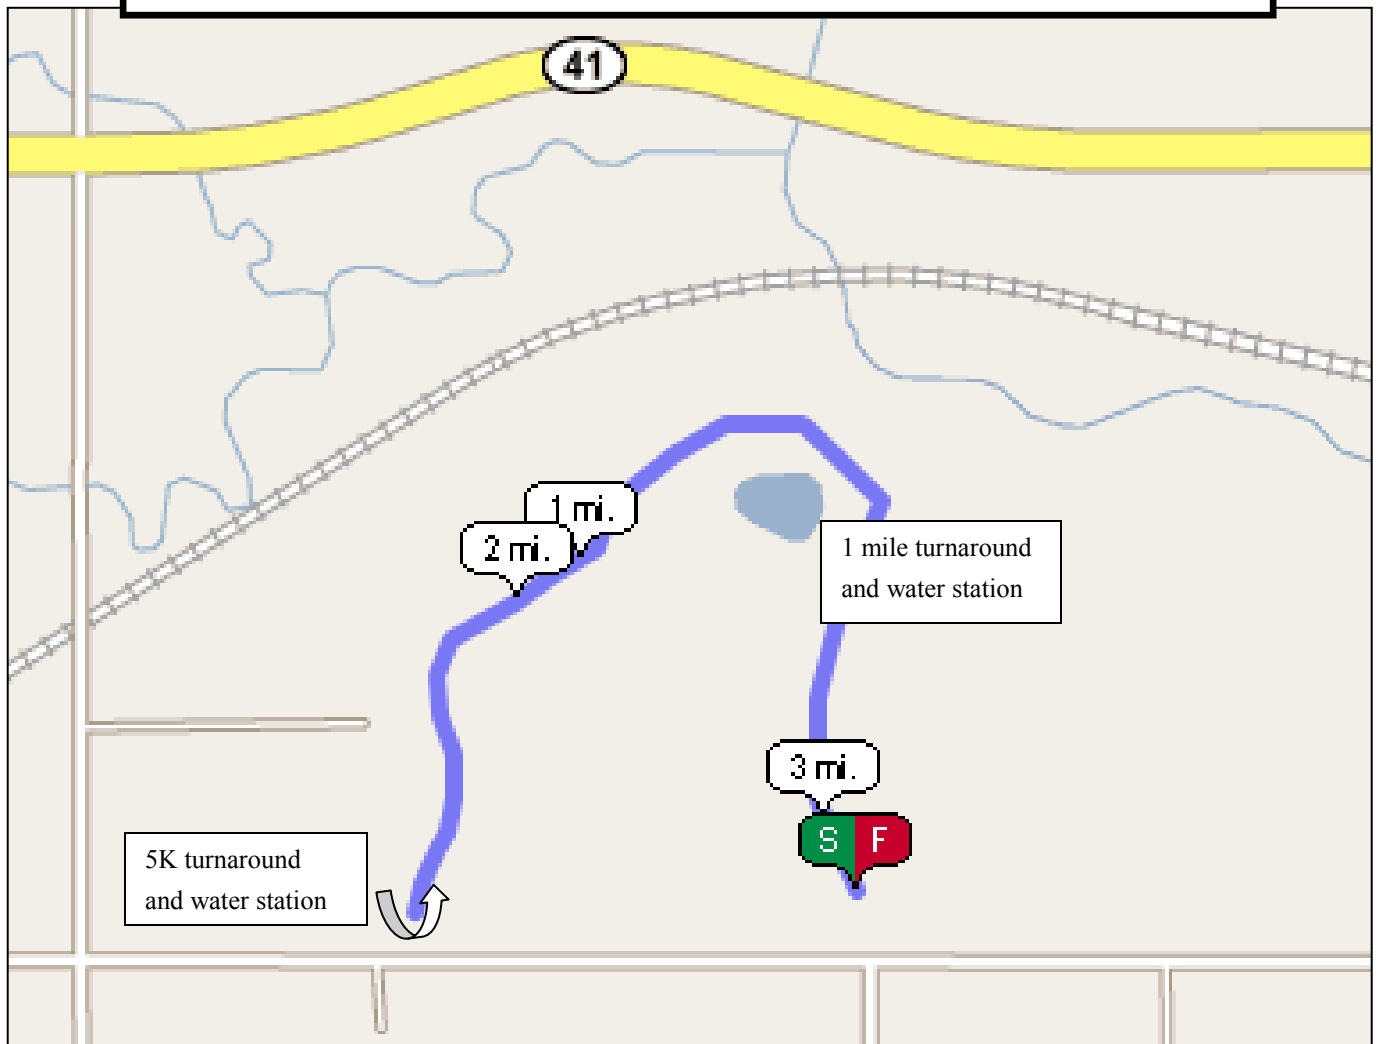 41
1 mi.
2 mi.
1 mile turnaround
and water station
3 mi.
S F
5K turnaround
and water station